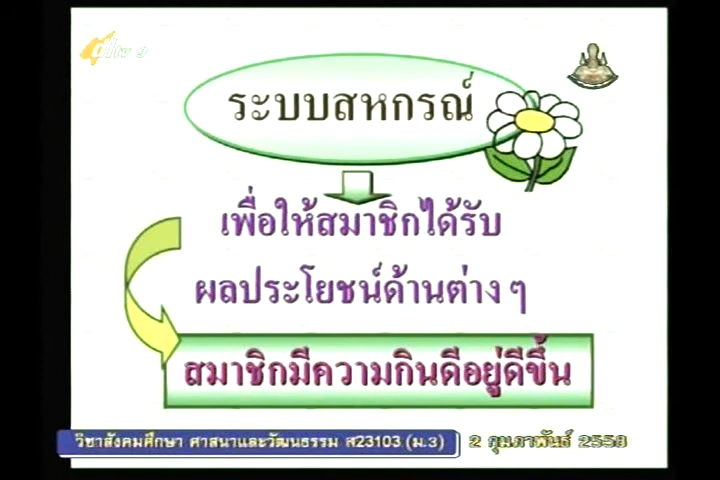 ระบบสหกรณ์
เพื่อให้สมาชิกได้รับ
ผลประโยชน์ด้านต่าง ๆ
สมาชิกมีความกินดีอยู่ดีขึ้น
วิชาสังคมศึกษา ศาสนาและวัฒนธรรม ส23103 (ม.3)
2 กุมภาพันธ์ 2558